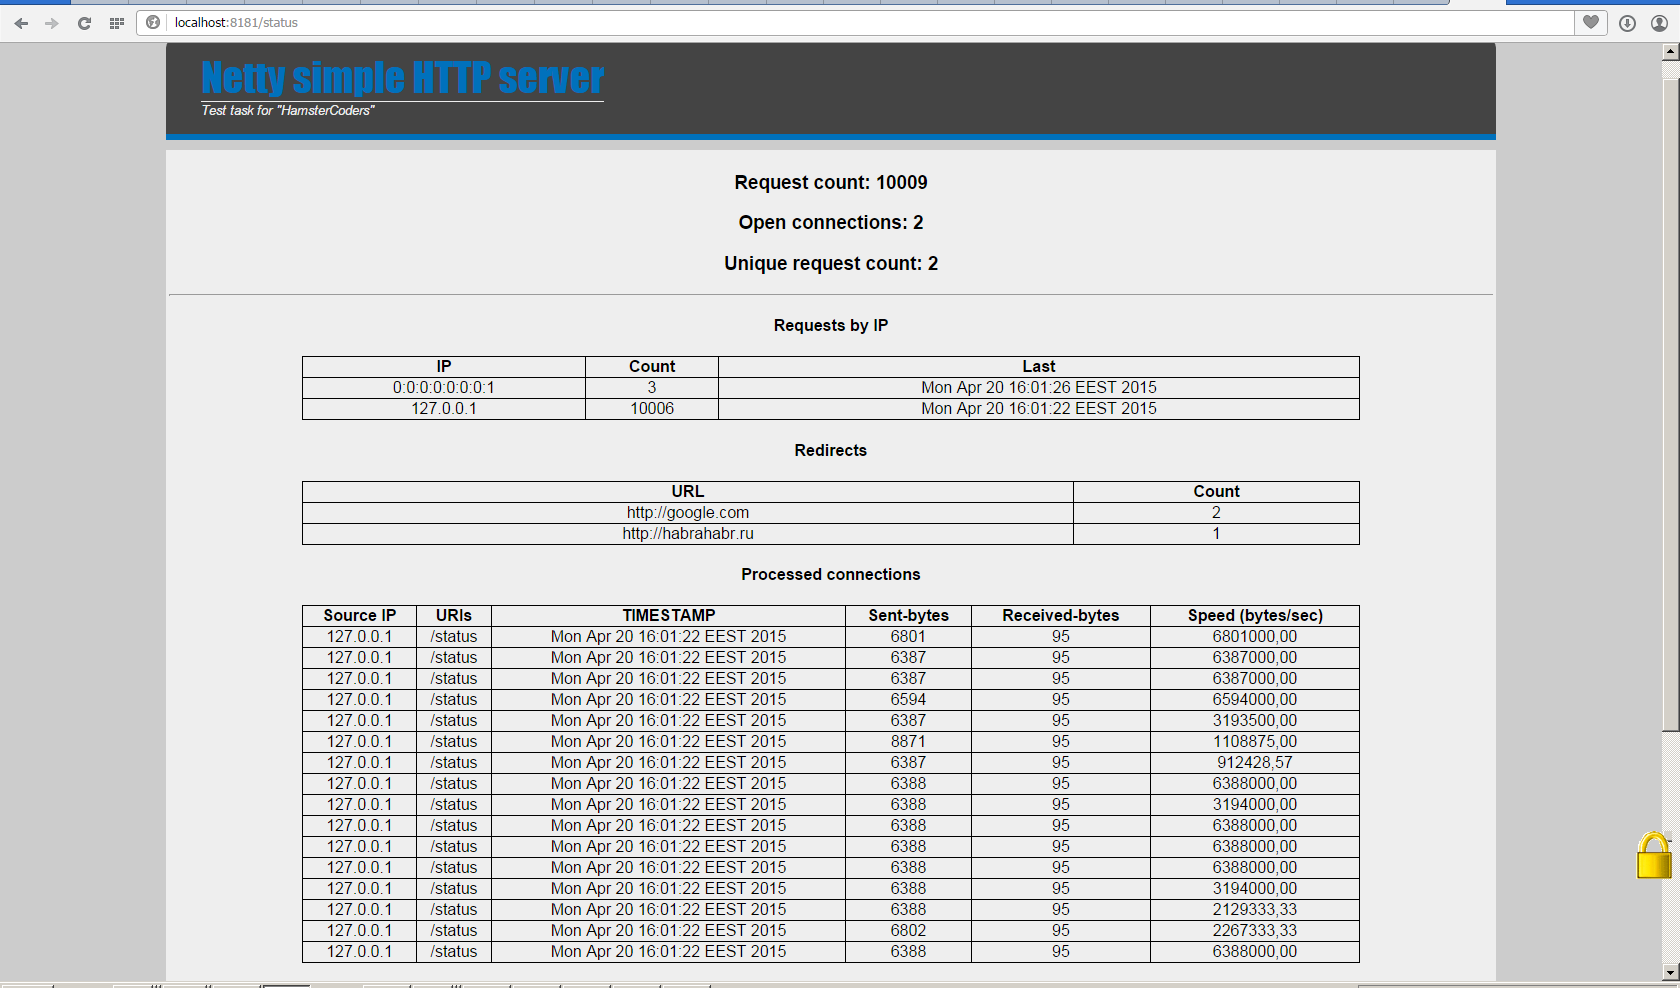 localhost:8181/status
Netty simple HTTP server
Test task for "HamsterCoders"
Request count: 10009
Open connections: 2
Unique request count: 2
Requests by IP
IP Count Last
0:0:0:0:0:0:0:1 3 Mon Apr 20 16:01:26 EEST 2015
127.0.0.1 10006 Mon Apr 20 16:01:22 EEST 2015
Redirects
URL Count
http://google.com 2
http://habrahabr.ru 1
Processed connections
Source IP URIs TIMESTAMP Sent-bytes Received-bytes Speed (bytes/sec)
127.0.0.1 /status Mon Apr 20 16:01:22 EEST 2015 6801 95 6801000,00
127.0.0.1 /status Mon Apr 20 16:01:22 EEST 2015 6387 95 6387000,00
127.0.0.1 /status Mon Apr 20 16:01:22 EEST 2015 6387 95 6387000,00
127.0.0.1 /status Mon Apr 20 16:01:22 EEST 2015 6594 95 6594000,00
127.0.0.1 /status Mon Apr 20 16:01:22 EEST 2015 6387 95 3193500,00
127.0.0.1 /status Mon Apr 20 16:01:22 EEST 2015 8871 95 1108875,00
127.0.0.1 /status Mon Apr 20 16:01:22 EEST 2015 6387 95 912428,57
127.0.0.1 /status Mon Apr 20 16:01:22 EEST 2015 6388 95 6388000,00
127.0.0.1 /status Mon Apr 20 16:01:22 EEST 2015 6388 95 3194000,00
127.0.0.1 /status Mon Apr 20 16:01:22 EEST 2015 6388 95 6388000,00
127.0.0.1 /status Mon Apr 20 16:01:22 EEST 2015 6388 95 6388000,00
127.0.0.1 /status Mon Apr 20 16:01:22 EEST 2015 6388 95 6388000,00
127.0.0.1 /status Mon Apr 20 16:01:22 EEST 2015 6388 95 3194000,00
127.0.0.1 /status Mon Apr 20 16:01:22 EEST 2015 6388 95 2129333,33
127.0.0.1 /status Mon Apr 20 16:01:22 EEST 2015 6802 95 2267333,33
127.0.0.1 /status Mon Apr 20 16:01:22 EEST 2015 6388 95 6388000,00